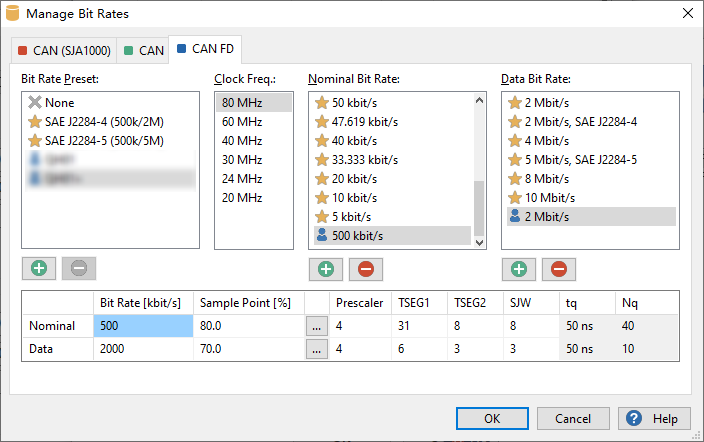 Manage Bit Rates
CAN (SJA1000)
CAN
CAN FD
Bit Rate Preset:
None
SAE J2284-4 (500k/2M)
SAE J2284-5 (500k/5M)
Clock Freq.:
80 MHz
60 MHz
40 MHz
30 MHz
24 MHz
20 MHz
Nominal Bit Rate:
50 kbit/s
47.619 kbit/s
40 kbit/s
33.333 kbit/s
20 kbit/s
10 kbit/s
5 kbit/s
500 kbit/s
Data Bit Rate:
2 Mbit/s
2 Mbit/s, SAE J2284-4
4 Mbit/s
5 Mbit/s, SAE J2284-5
8 Mbit/s
10 Mbit/s
2 Mbit/s
Bit Rate [kbit/s] Sample Point [%] Prescaler TSEG1 TSEG2 SJW tq Nq
Nominal 500 80.0 ... 4 31 8 8 50 ns 40
Data 2000 70.0 ... 4 6 3 3 50 ns 10
OK Cancel Help